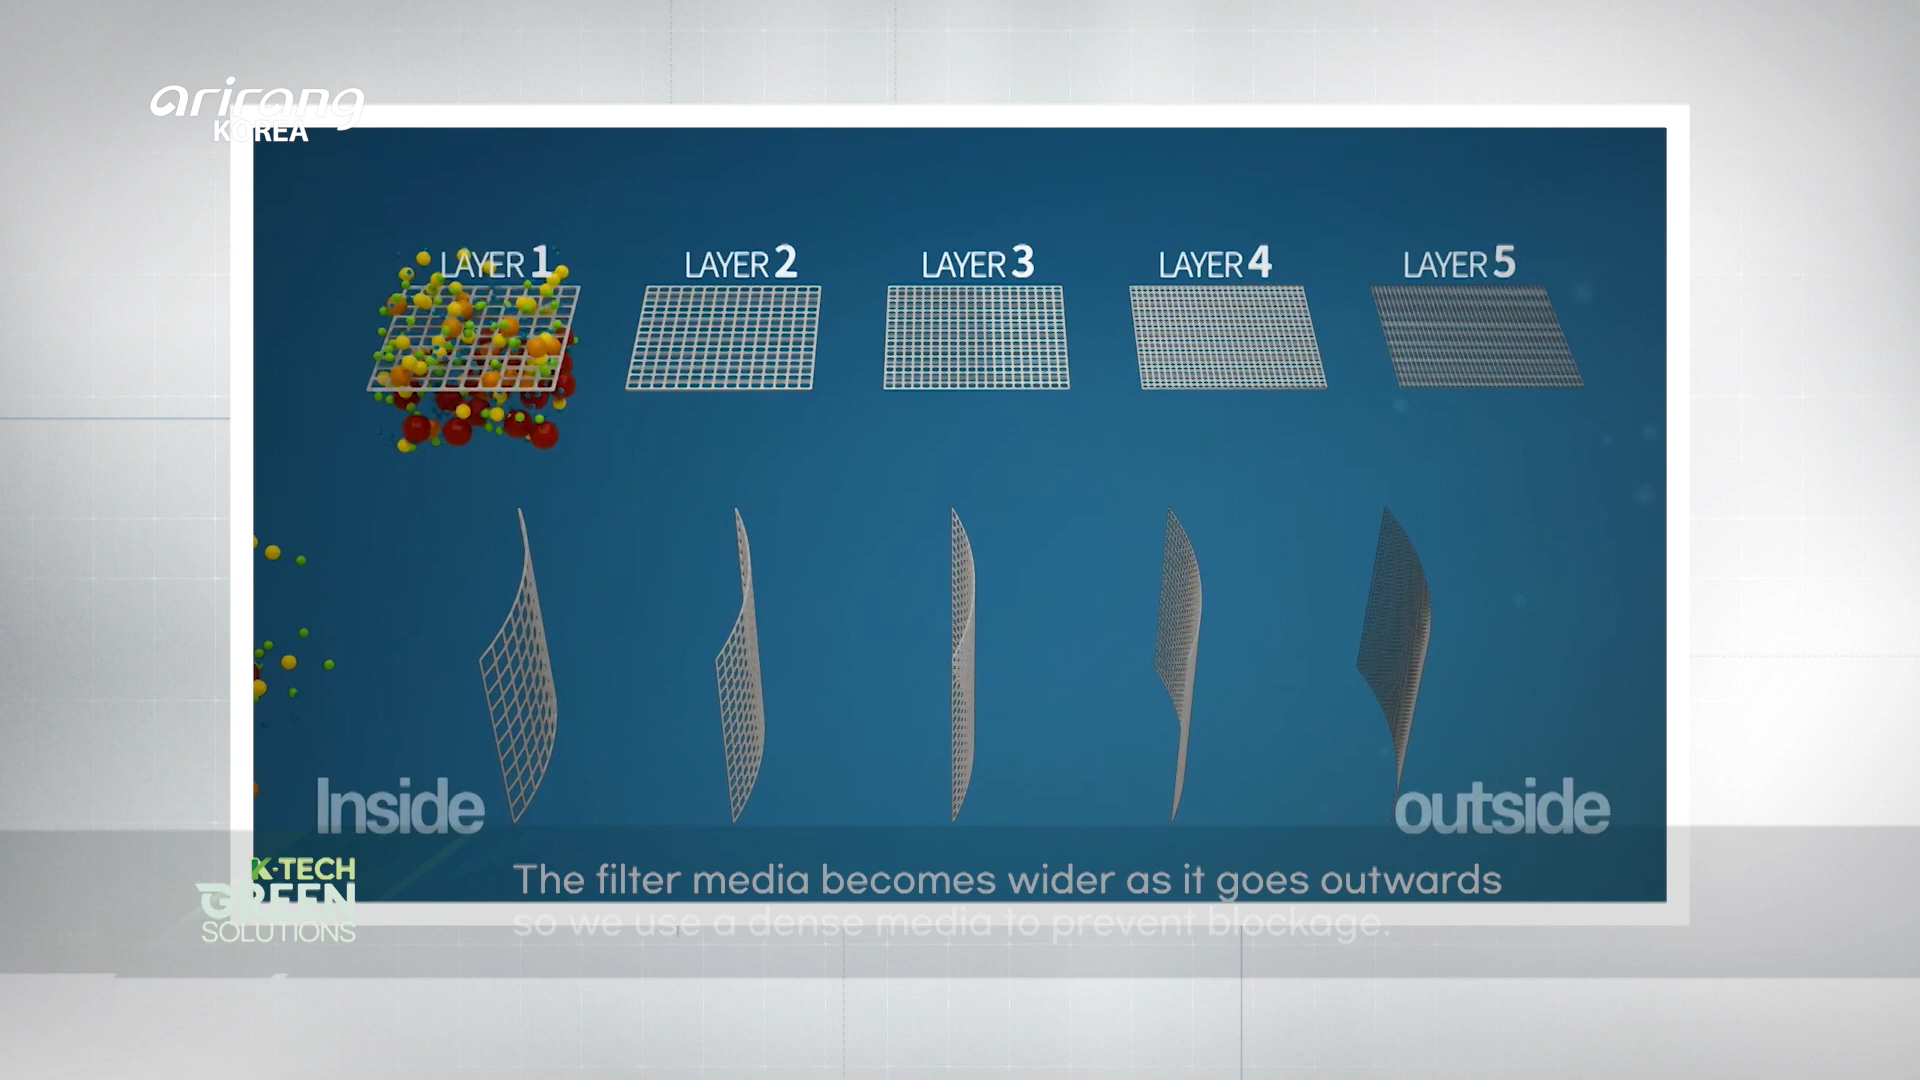 arirang
KOREA
LAYER 1
LAYER 2
LAYER 3
LAYER 4
LAYER 5
Inside
outside
K-TECH
GREEN
SOLUTIONS
The filter media becomes wider as it goes outwards
so we use a dense media to prevent blockage.